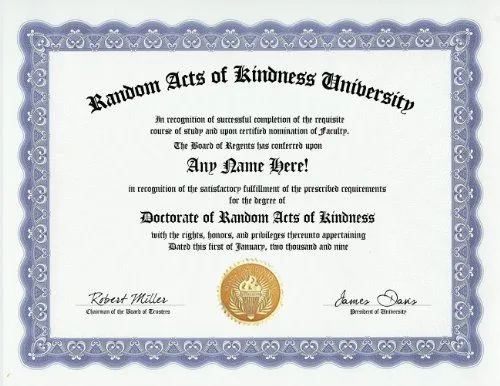 Random Acts of Kindness University
In recognition of successful completion of the requisite
course of study and upon certified nomination of Faculty.
The Board of Regents has conferred upon
Any Name Here!
in recognition of the satisfactory fulfillment of the prescribed requirements
for the degree of
Doctorate of Random Acts of Kindness
with the rights, honors, and privileges thereunto appertaining
Dated this first of January, two thousand and nine
Robert Miller
Chairman of the Board of Trustees
James Davis
President of University